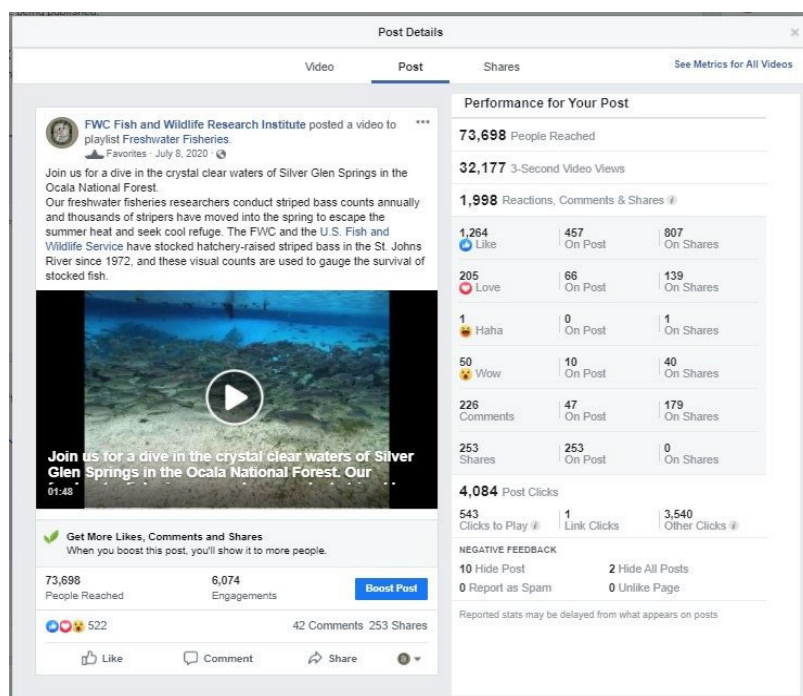 being published.
Post Details
Video Post Shares See Metrics for All Videos
FWC Fish and Wildlife Research Institute posted a video to
playlist Freshwater Fisheries.
Favorites · July 8, 2020 ·
Join us for a dive in the crystal clear waters of Silver Glen Springs in the
Ocala National Forest.
Our freshwater fisheries researchers conduct striped bass counts annually
and thousands of stripers have moved into the spring to escape the
summer heat and seek cool refuge. The FWC and the U.S. Fish and
Wildlife Service have stocked hatchery-raised striped bass in the St. Johns
River since 1972, and these visual counts are used to gauge the survival of
stocked fish.
Join us for a dive in the crystal clear waters of Silver
Glen Springs in the Ocala National Forest. Our
01:48
Get More Likes, Comments and Shares
When you boost this post, you'll show it to more people.
73,698 6,074
People Reached Engagements
Boost Post
522 42 Comments 253 Shares
Like Comment Share
Performance for Your Post
73,698 People Reached
32,177 3-Second Video Views
1,998 Reactions, Comments & Shares
1,264 457 807
Like On Post On Shares
205 66 139
Love On Post On Shares
1 0 1
Haha On Post On Shares
50 10 40
Wow On Post On Shares
226 47 179
Comments On Post On Shares
253 253 0
Shares On Post On Shares
4,084 Post Clicks
543 1 3,540
Clicks to Play Link Clicks Other Clicks
NEGATIVE FEEDBACK
10 Hide Post 2 Hide All Posts
0 Report as Spam 0 Unlike Page
Reported stats may be delayed from what appears on posts